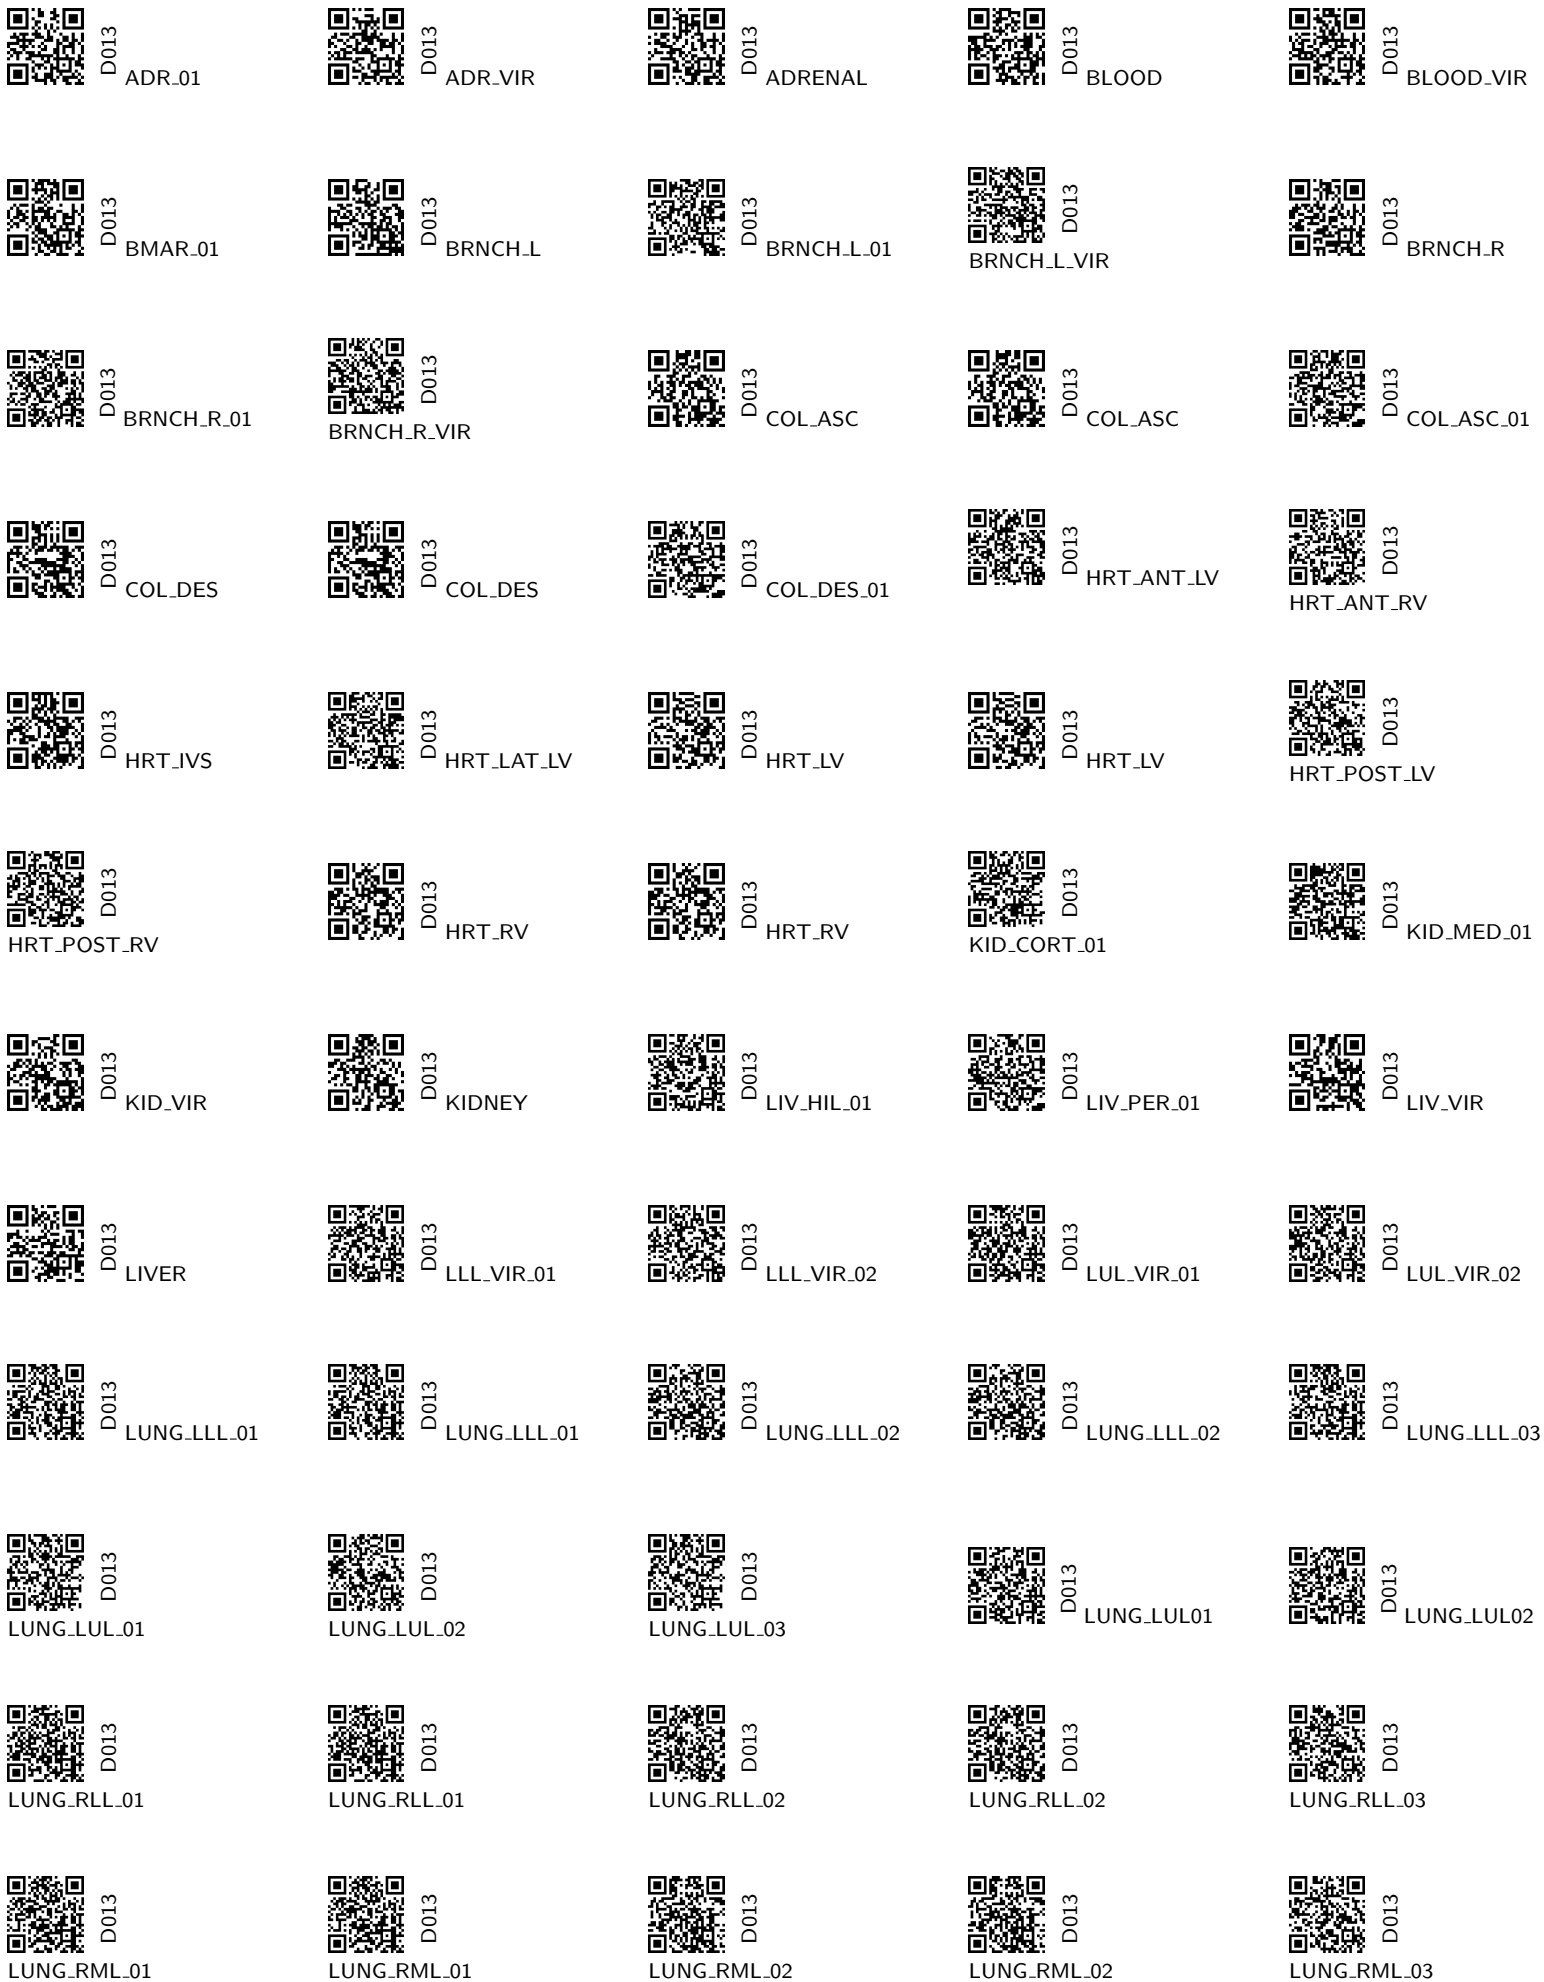 D013 ADR_01
D013 ADR_VIR
D013 ADRENAL
D013 BLOOD
D013 BLOOD_VIR
D013 BMAR_01
D013 BRNCH_L
D013 BRNCH_L_01
D013 BRNCH_L_VIR
D013 BRNCH_R
D013 BRNCH_R_01
D013 BRNCH_R_VIR
D013 COL_ASC
D013 COL_ASC
D013 COL_ASC_01
D013 COL_DES
D013 COL_DES
D013 COL_DES_01
D013 HRT_ANT_LV
D013 HRT_ANT_RV
D013 HRT_IVS
D013 HRT_LAT_LV
D013 HRT_LV
D013 HRT_LV
D013 HRT_POST_LV
D013 HRT_POST_RV
D013 HRT_RV
D013 HRT_RV
D013 KID_CORT_01
D013 KID_MED_01
D013 KID_VIR
D013 KIDNEY
D013 LIV_HIL_01
D013 LIV_PER_01
D013 LIV_VIR
D013 LIVER
D013 LLL_VIR_01
D013 LLL_VIR_02
D013 LUL_VIR_01
D013 LUL_VIR_02
D013 LUNG_LLL_01
D013 LUNG_LLL_01
D013 LUNG_LLL_02
D013 LUNG_LLL_02
D013 LUNG_LLL_03
D013 LUNG_LUL_01
D013 LUNG_LUL_02
D013 LUNG_LUL_03
D013 LUNG_LUL01
D013 LUNG_LUL02
D013 LUNG_RLL_01
D013 LUNG_RLL_01
D013 LUNG_RLL_02
D013 LUNG_RLL_02
D013 LUNG_RLL_03
D013 LUNG_RML_01
D013 LUNG_RML_01
D013 LUNG_RML_02
D013 LUNG_RML_02
D013 LUNG_RML_03